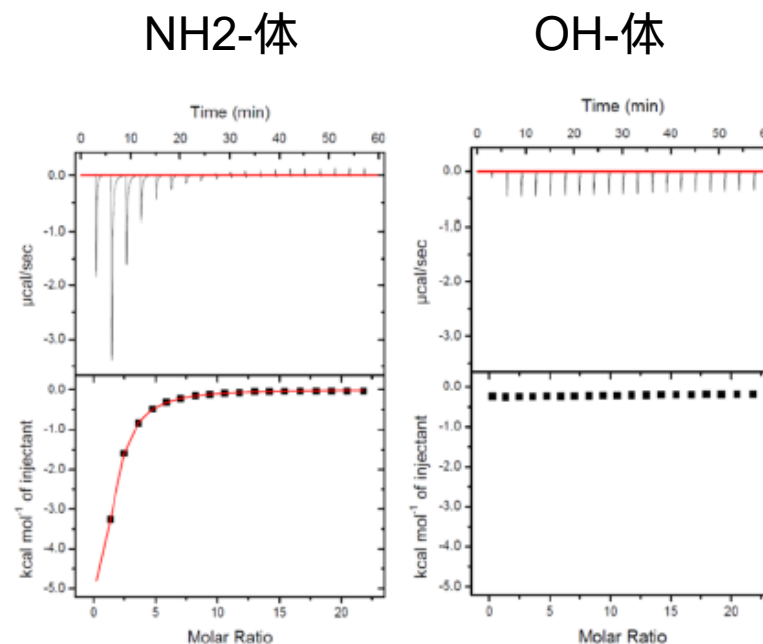 NH2-体
OH-体
Time (min)
0 10 20 30 40 50 60
0.0
-1.0
-2.0
-3.0
µcal/sec
0.0
-1.0
-2.0
-3.0
-4.0
-5.0
kcal mol⁻¹ of injectant
0 5 10 15 20
Molar Ratio
Time (min)
0 10 20 30 40 50
0.0
-1.0
-2.0
-3.0
µcal/sec
0.0
-1.0
-2.0
-3.0
-4.0
-5.0
kcal mol⁻¹ of injectant
0 5 10 15 20
Molar Ratio